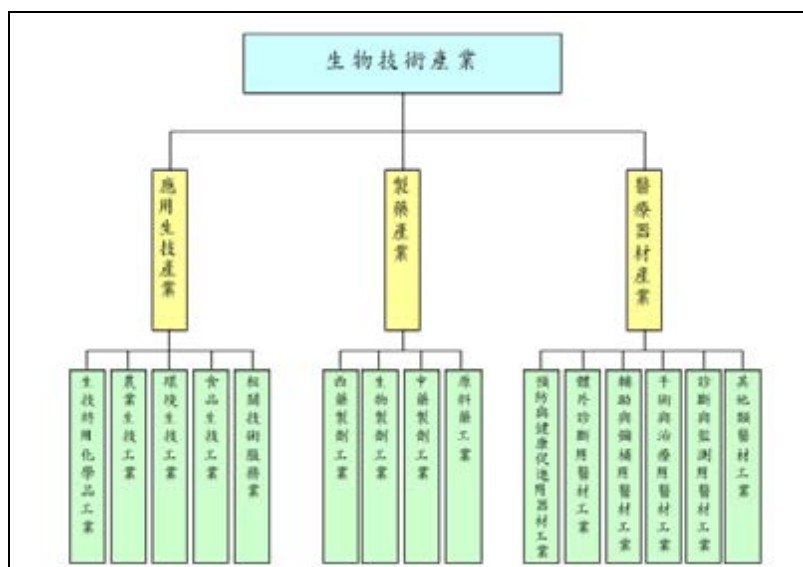 生物技術產業
應用生技產業
製藥產業
醫療器材產業
生技特用化學品工業
農業生技工業
環境生技工業
食品生技工業
相關技術服務業
西藥製劑工業
生物製劑工業
中藥製劑工業
原料藥工業
預防與健康促進用器材工業
體外診斷用醫材工業
輔助與彌補用醫材工業
手術與治療用醫材工業
診斷與監測用醫材工業
其他類醫材工業